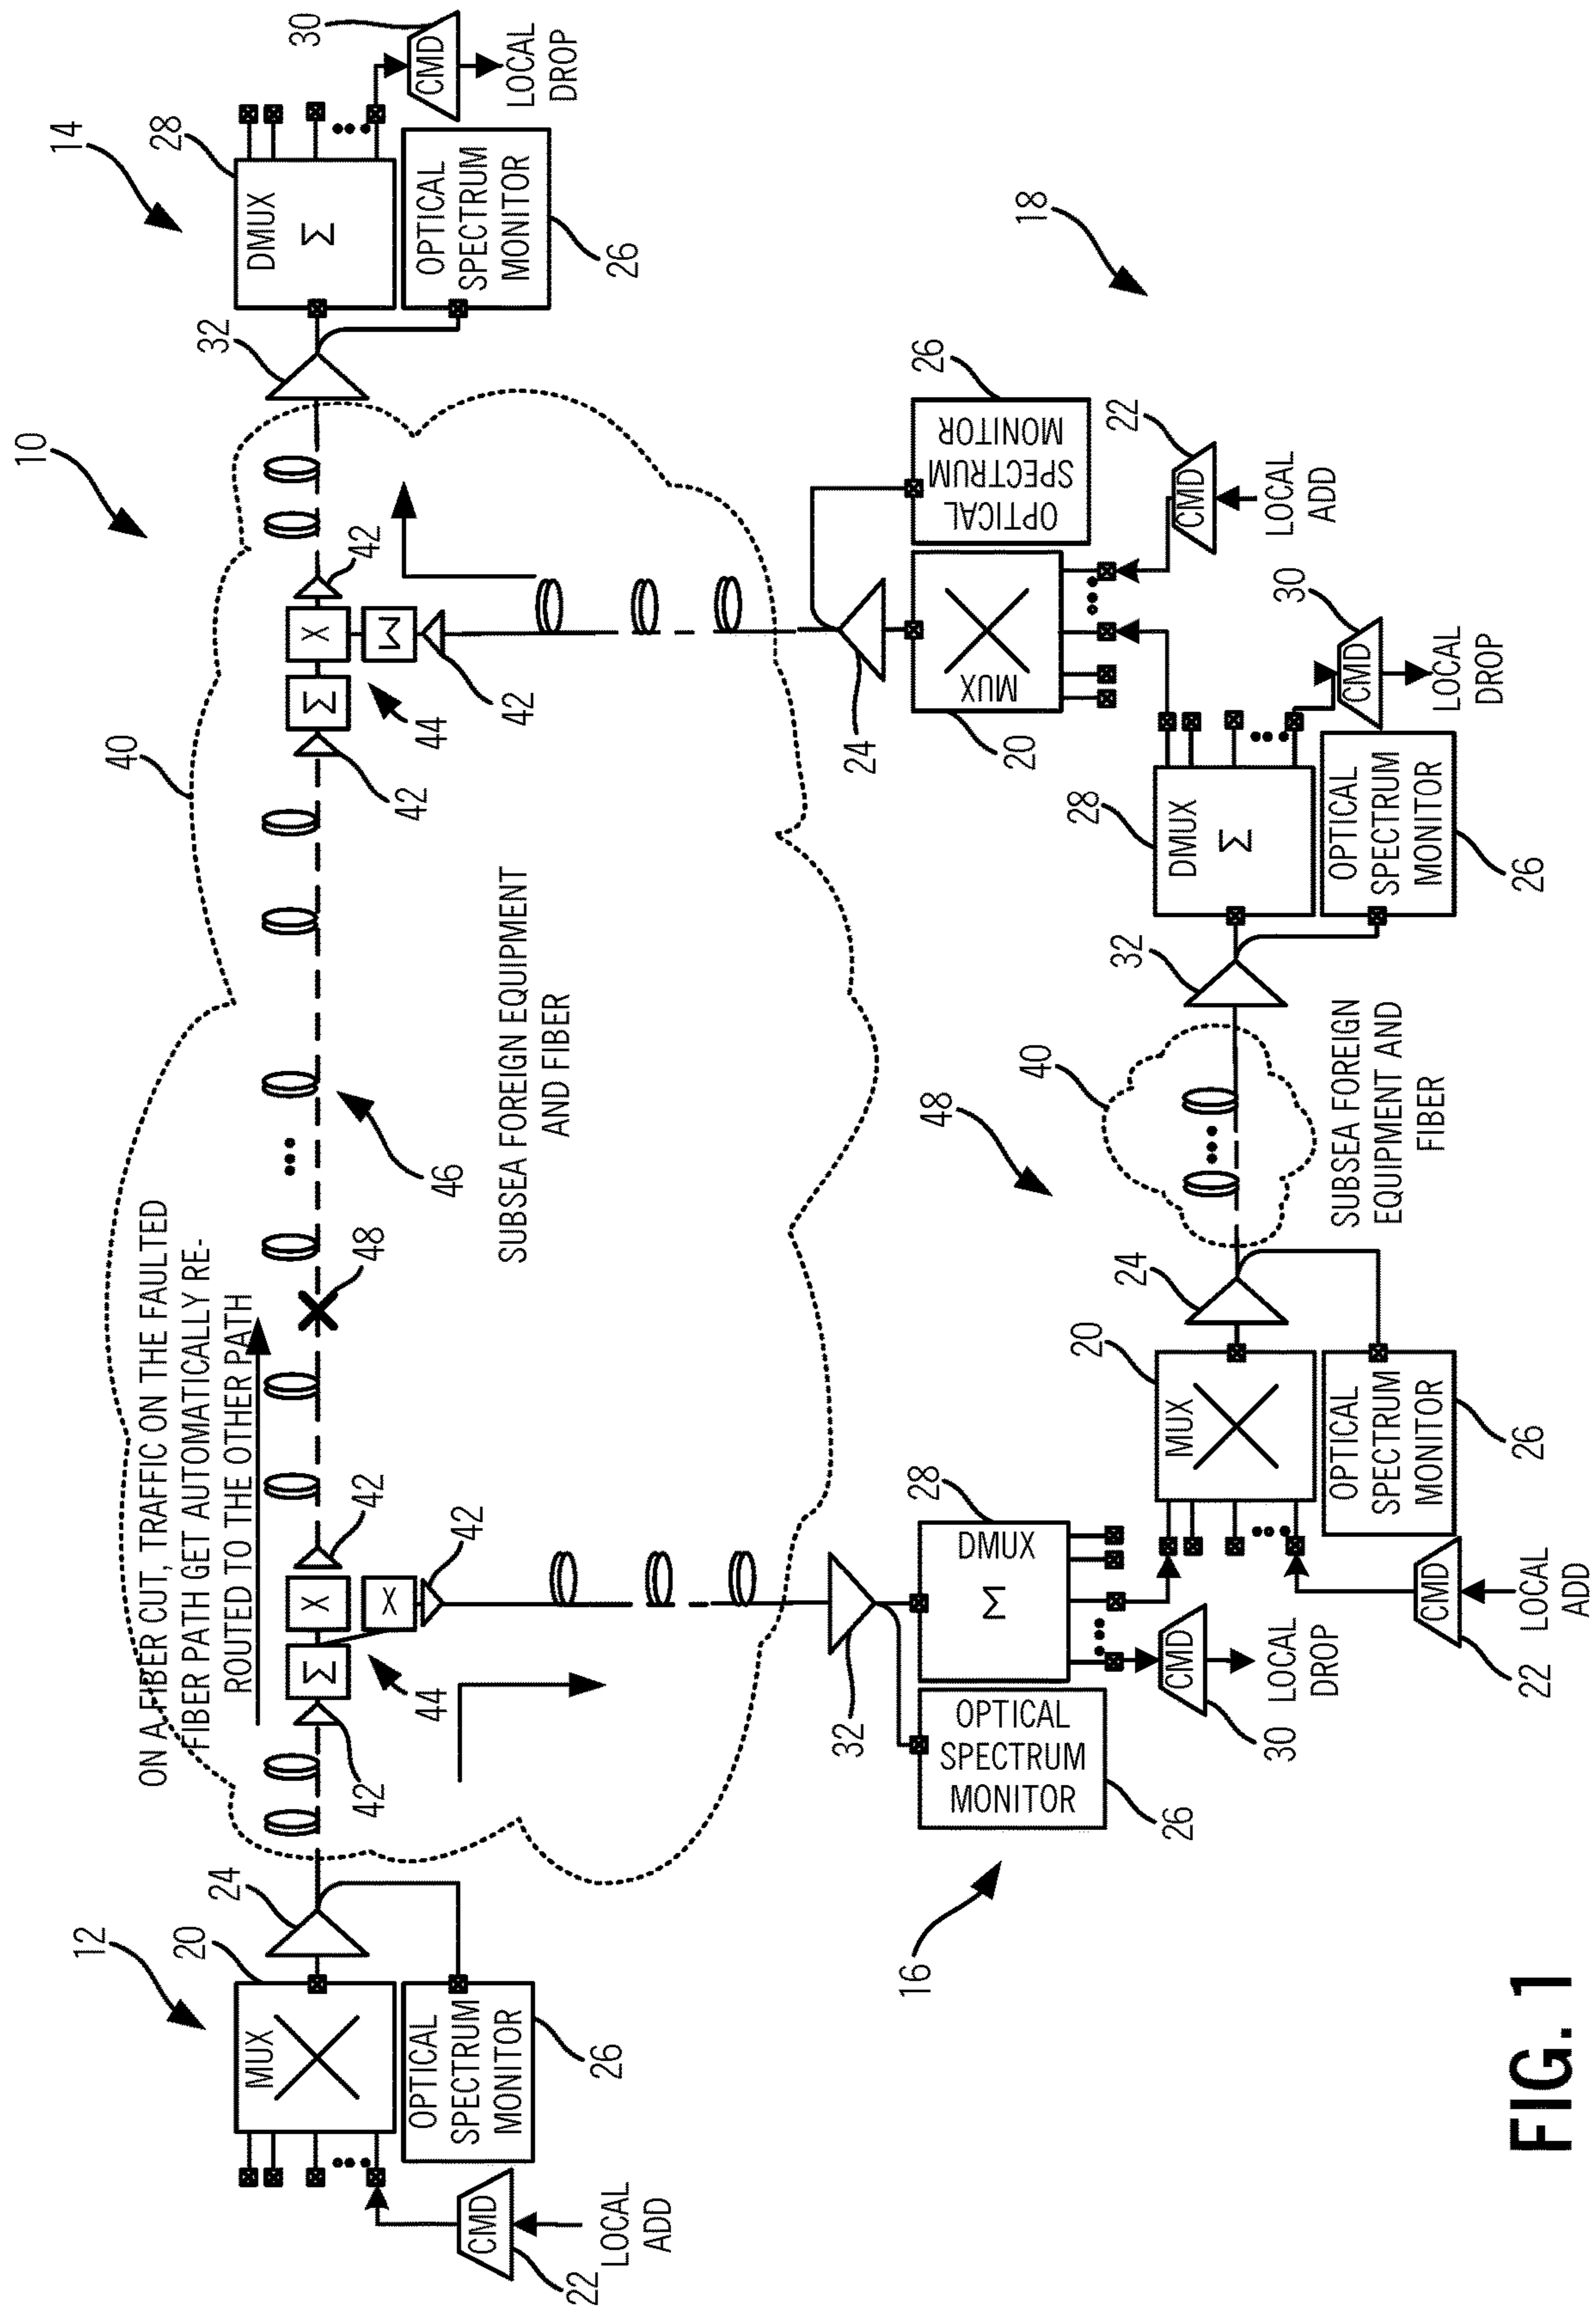 10
12
14
16
18
ON A FIBER CUT, TRAFFIC ON THE FAULTED
FIBER PATH GET AUTOMATICALLY RE-
ROUTED TO THE OTHER PATH
40
20
MUX
24
OPTICAL
SPECTRUM
MONITOR
26
CMD
22
LOCAL
ADD
42
Σ
X
42
X
42
44
48
46
42
Σ
X
42
Σ
42
44
SUBSEA FOREIGN EQUIPMENT
AND FIBER
32
28
DMUX
Σ
OPTICAL
SPECTRUM
MONITOR
26
30
CMD
LOCAL
DROP
32
28
DMUX
Σ
OPTICAL
SPECTRUM
MONITOR
26
CMD
30
LOCAL
DROP
20
MUX
24
OPTICAL
SPECTRUM
MONITOR
26
CMD
22
LOCAL
ADD
48
40
SUBSEA FOREIGN
EQUIPMENT AND
FIBER
32
28
DMUX
Σ
OPTICAL
SPECTRUM
MONITOR
26
CMD
30
LOCAL
DROP
24
20
MUX
OPTICAL
SPECTRUM
MONITOR
26
CMD
22
LOCAL
ADD
FIG. 1